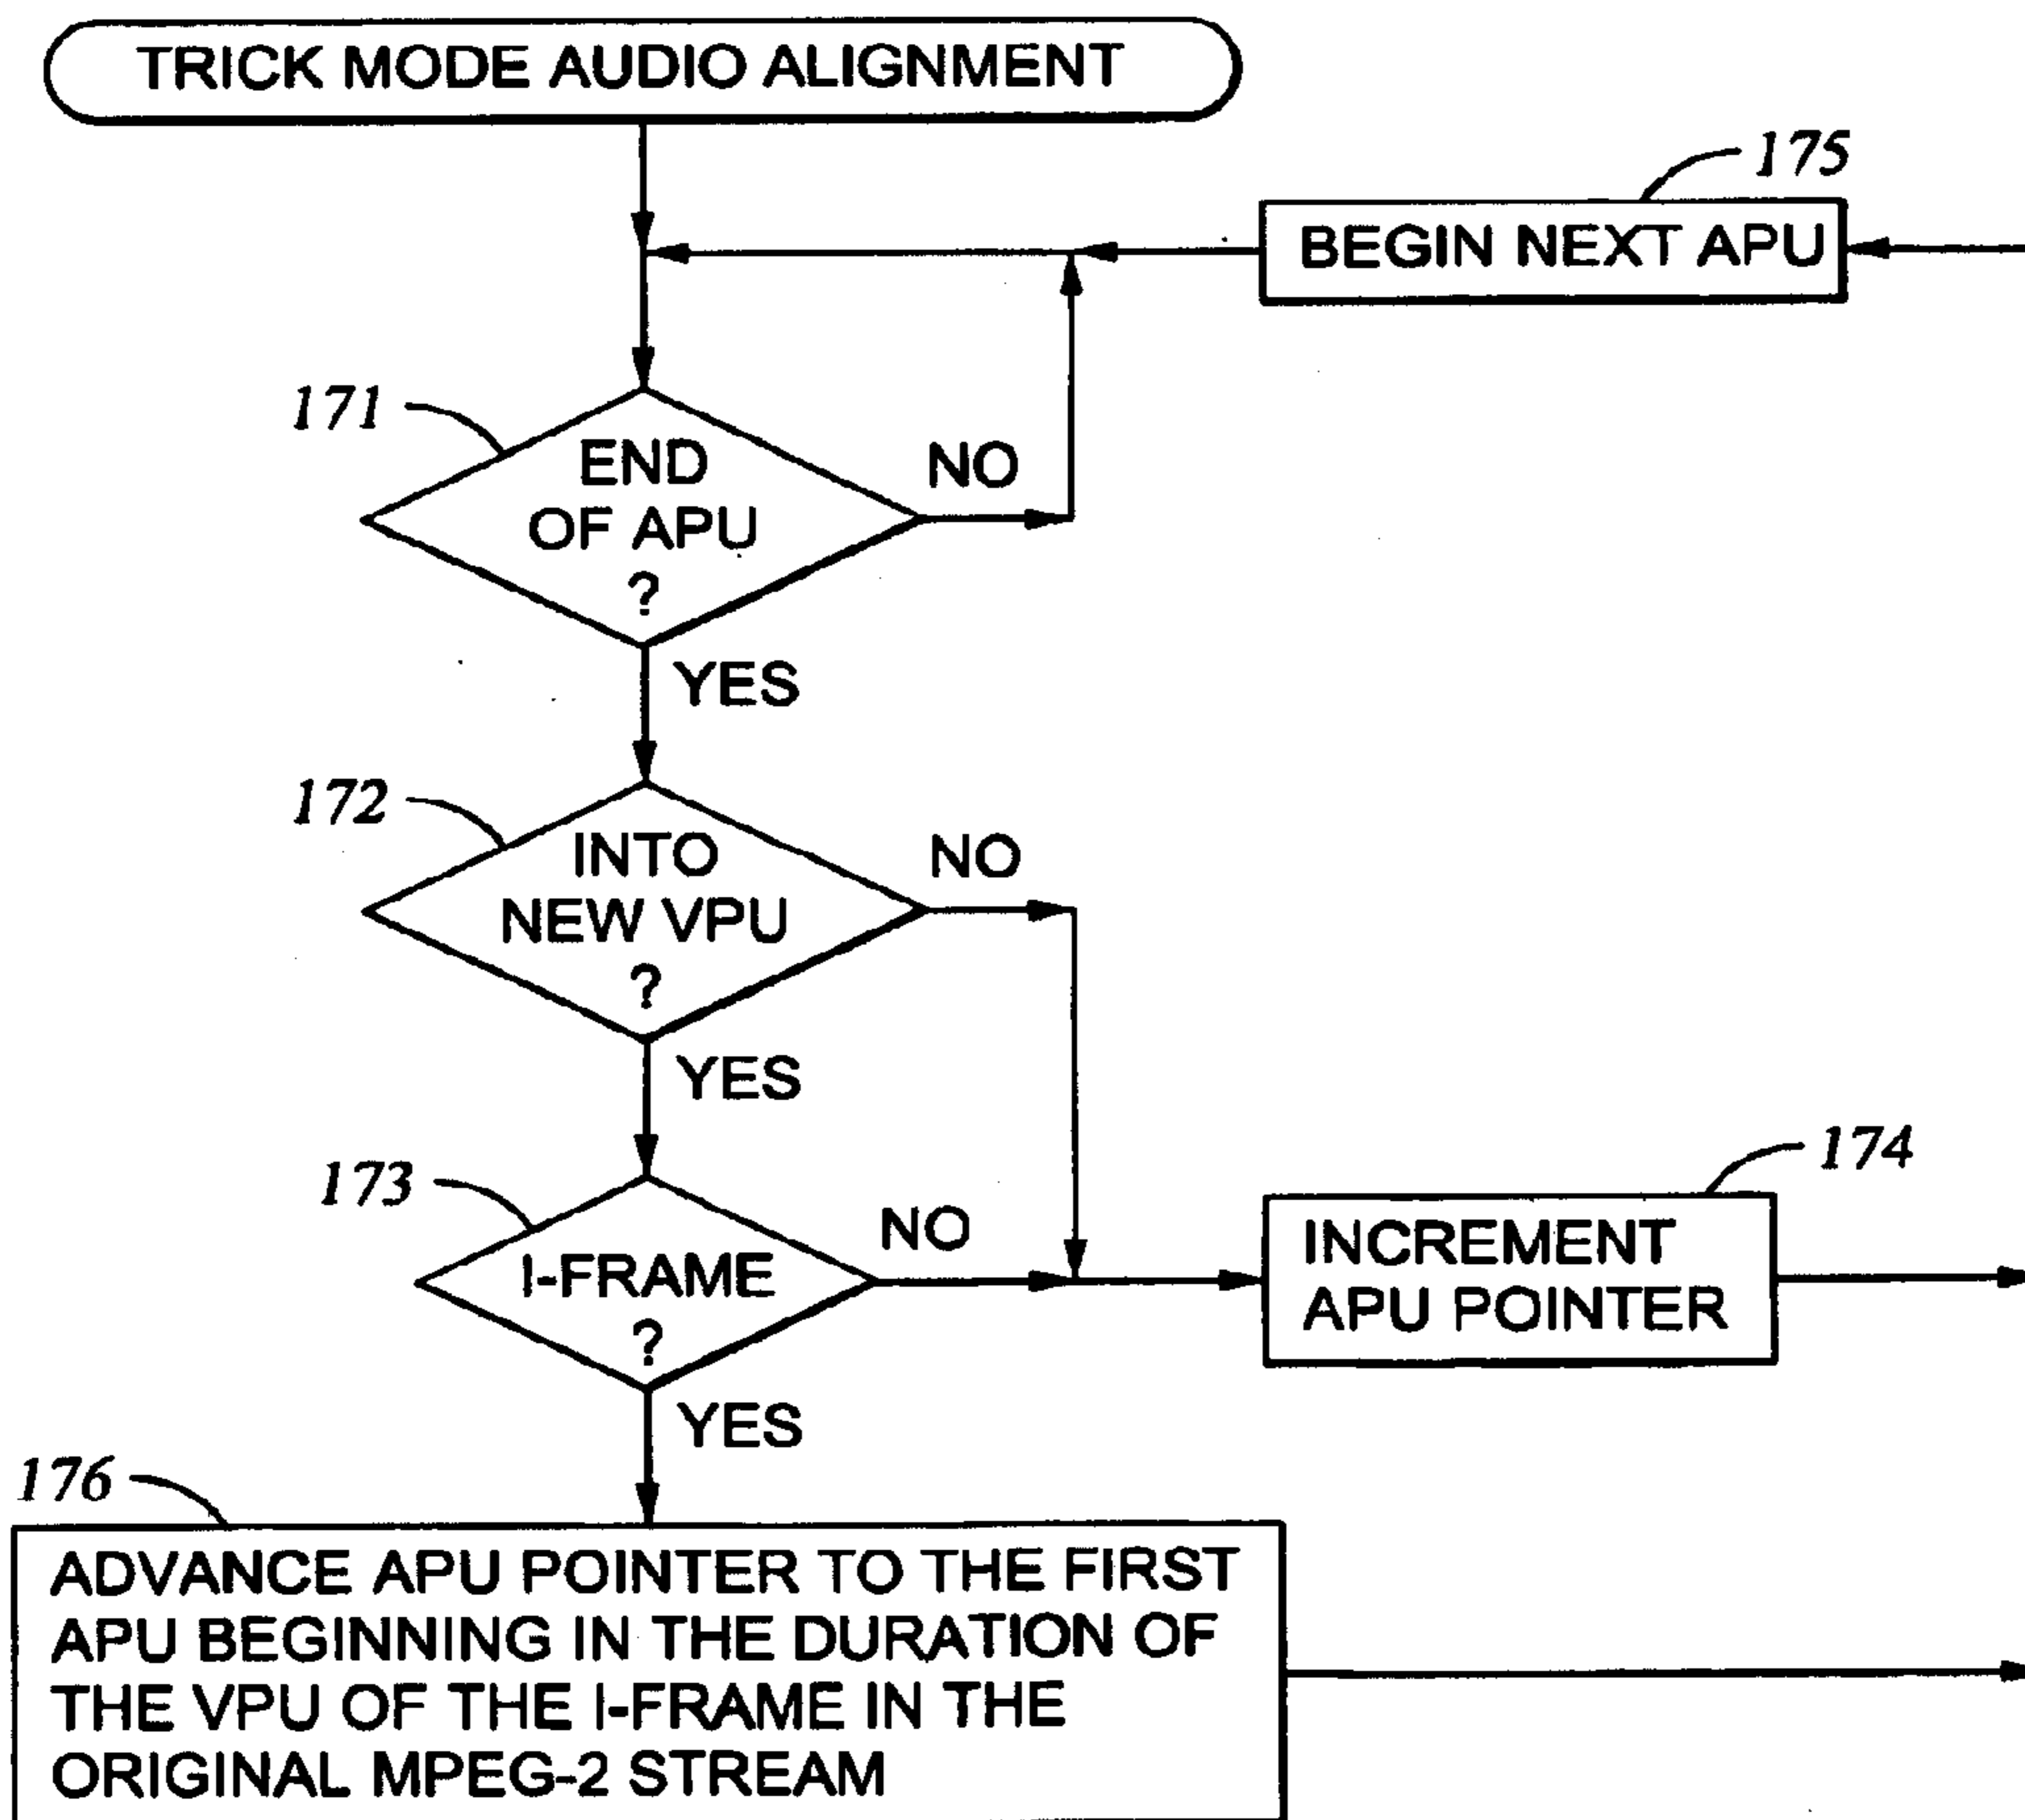 TRICK MODE AUDIO ALIGNMENT
175
BEGIN NEXT APU
171
END
OF APU
?
NO
YES
172
INTO
NEW VPU
?
NO
YES
173
I-FRAME
?
NO
174
INCREMENT
APU POINTER
YES
176
ADVANCE APU POINTER TO THE FIRST
APU BEGINNING IN THE DURATION OF
THE VPU OF THE I-FRAME IN THE
ORIGINAL MPEG-2 STREAM